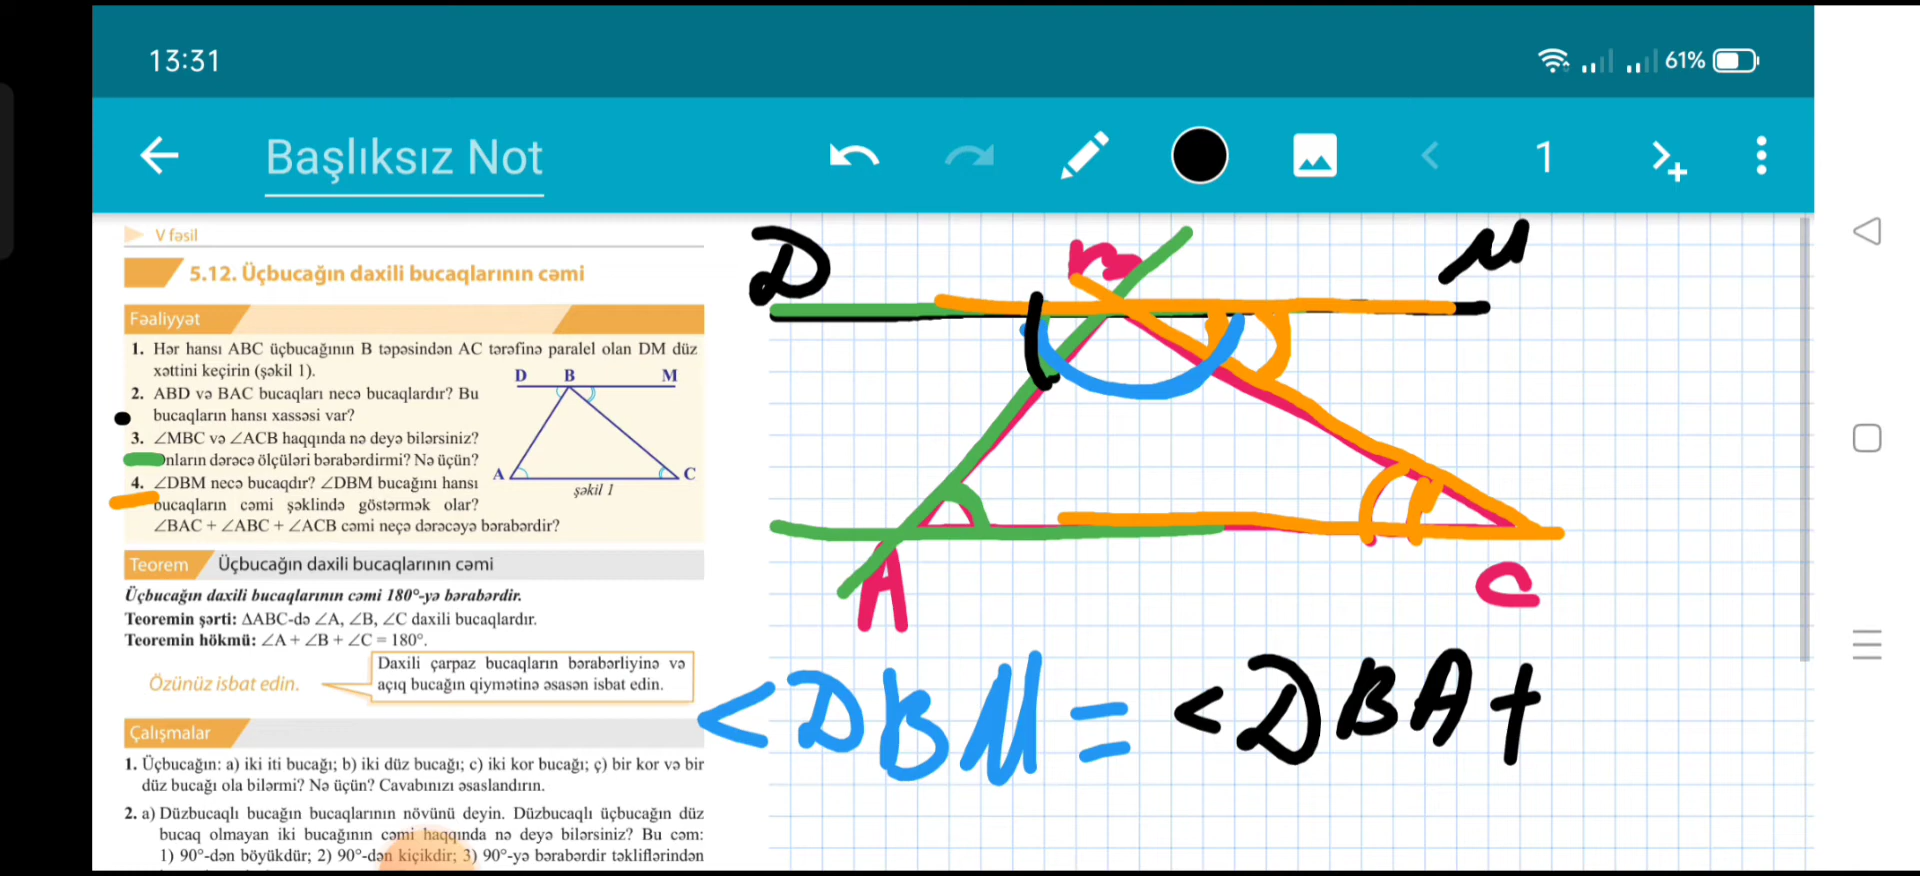 13:31
61%
Başlıksız Not
1
V fəsil
5.12. Üçbucağın daxili bucaqlarının cəmi
Fəaliyyət
1. Hər hansı ABC üçbucağının B təpəsindən AC tərəfinə paralel olan DM düz
xəttini keçirin (şəkil 1).
2. ABD və BAC bucaqları necə bucaqlardır? Bu
bucaqların hansı xassəsi var?
3. ∠MBC və ∠ACB haqqında nə deyə bilərsiniz?
nların dərəcə ölçüləri bərabərdirmi? Nə üçün?
4. ∠DBM necə bucaqdır? ∠DBM bucağını hansı
bucaqların cəmi şəklində göstərmək olar?
∠BAC + ∠ABC + ∠ACB cəmi neçə dərəcəyə bərabərdir?
D B M
A C
şəkil 1
Teorem Üçbucağın daxili bucaqlarının cəmi
Üçbucağın daxili bucaqlarının cəmi 180°-yə bərabərdir.
Teoremin şərti: ΔABC-də ∠A, ∠B, ∠C daxili bucaqlardır.
Teoremin hökmü: ∠A + ∠B + ∠C = 180°.
Özünüz isbat edin.
Daxili çarpaz bucaqların bərabərliyinə və
açıq bucağın qiymətinə əsasən isbat edin.
Çalışmalar
1. Üçbucağın: a) iki iti bucağı; b) iki düz bucağı; c) iki kor bucağı; ç) bir kor və bir
düz bucağı ola bilərmi? Nə üçün? Cavabınızı əsaslandırın.
2. a) Düzbucaqlı bucağın bucaqlarının növünü deyin. Düzbucaqlı üçbucağın düz
bucaq olmayan iki bucağının cəmi haqqında nə deyə bilərsiniz? Bu cəm:
1) 90°-dən böyükdür; 2) 90°-dən kiçikdir; 3) 90°-yə bərabərdir təkliflərindən
D B M
A C
<DBM = <DBA +